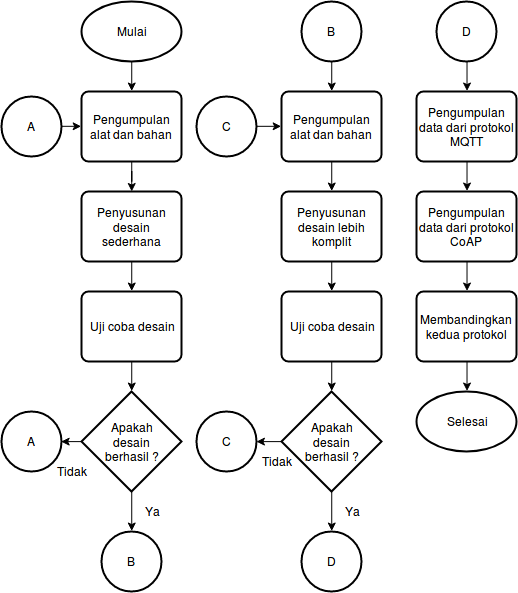 Mulai
A
Pengumpulan
alat dan bahan
Penyusunan
desain
sederhana
Uji coba desain
Apakah
desain
berhasil ?
A
Tidak
Ya
B
B
C
Pengumpulan
alat dan bahan
Penyusunan
desain lebih
komplit
Uji coba desain
Apakah
desain
berhasil ?
C
Tidak
Ya
D
D
Pengumpulan
data dari protokol
MQTT
Pengumpulan
data dari protokol
CoAP
Membandingkan
kedua protokol
Selesai